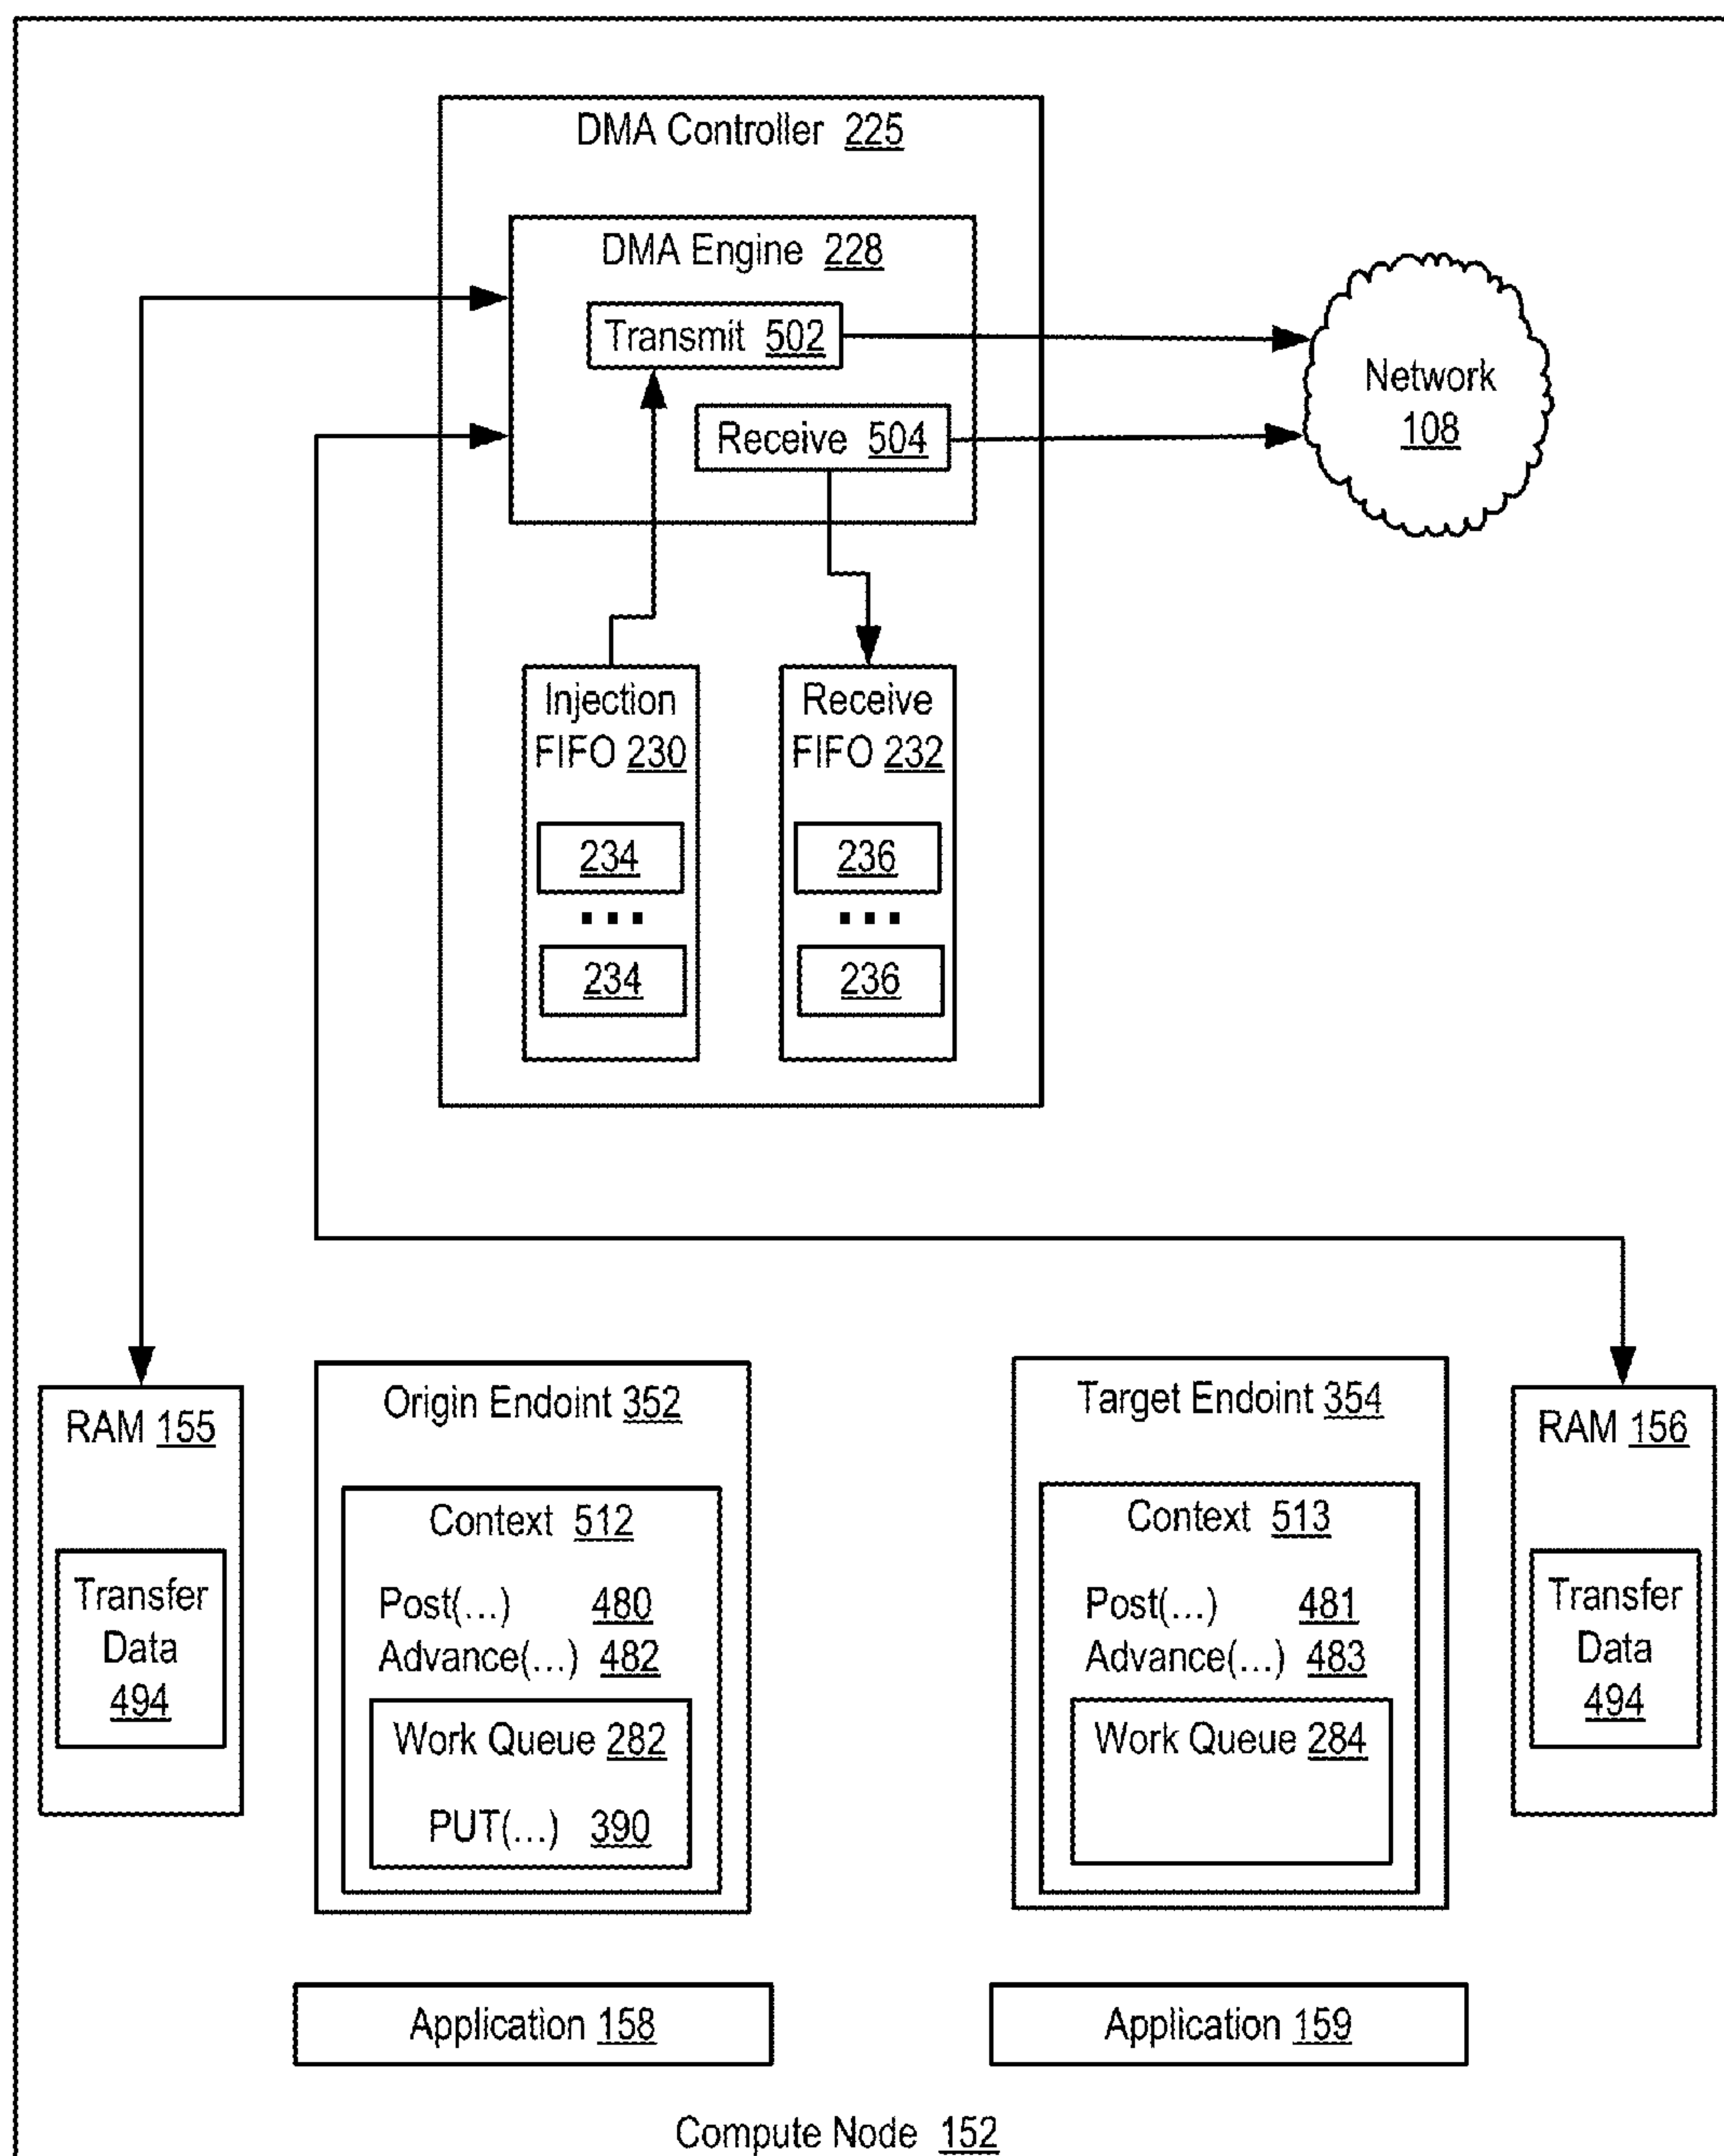 DMA Controller 225
DMA Engine 228
Transmit 502
Receive 504
Network
108
Injection
FIFO 230
234
...
234
Receive
FIFO 232
236
...
236
RAM 155
Transfer
Data
494
Origin Endoint 352
Context 512
Post(...) 480
Advance(...) 482
Work Queue 282
PUT(...) 390
Target Endoint 354
Context 513
Post(...) 481
Advance(...) 483
Work Queue 284
RAM 156
Transfer
Data
494
Application 158
Application 159
Compute Node 152